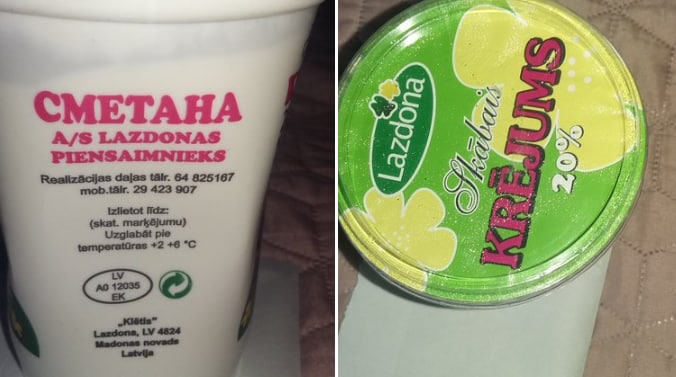 СМЕТАНА
A/S LAZDONAS
PIENSAIMNIEKS
Realizācijas daļas tālr. 64 825167
mob.tālr. 29 423 907
Izlietot līdz:
(skat. marķējumu)
Uzglabāt pie
temperatūras +2 +6 °C
LV
A0 12035
EK
„Klētis”
Lazdona, LV 4824
Madonas novads
Latvija
Lazdona
Skābais
KRĒJUMS
20%